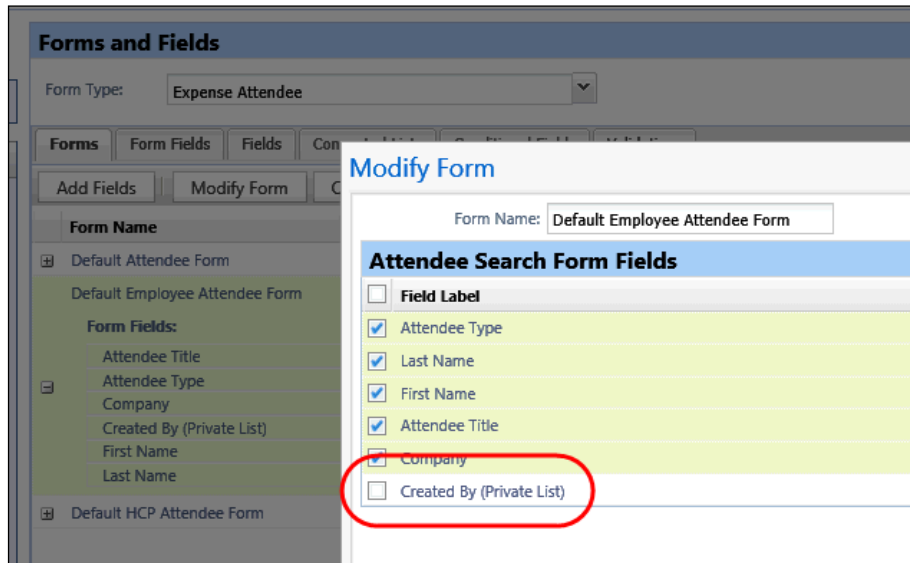 Forms and Fields
Form Type: Expense Attendee
Forms Form Fields Fields
Add Fields Modify Form
Form Name
Default Attendee Form
Default Employee Attendee Form
Form Fields:
Attendee Title
Attendee Type
Company
Created By (Private List)
First Name
Last Name
Default HCP Attendee Form
Modify Form
Form Name: Default Employee Attendee Form
Attendee Search Form Fields
Field Label
Attendee Type
Last Name
First Name
Attendee Title
Company
Created By (Private List)